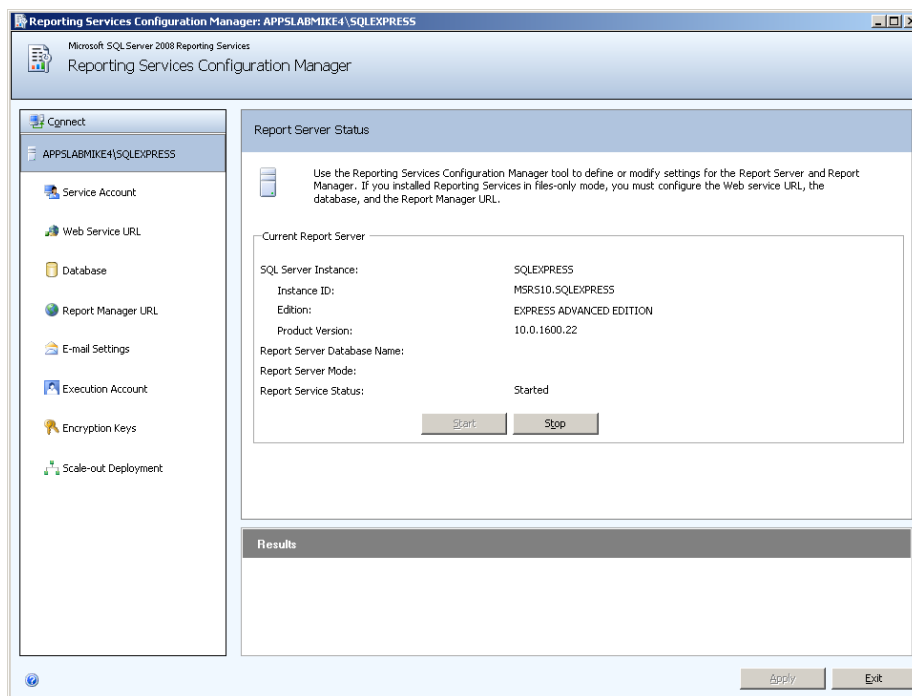 Reporting Services Configuration Manager: APPSLABMIKE4\SQLEXPRESS
Microsoft SQL Server 2008 Reporting Services
Reporting Services Configuration Manager
Connect
APPSLABMIKE4\SQLEXPRESS
Service Account
Web Service URL
Database
Report Manager URL
E-mail Settings
Execution Account
Encryption Keys
Scale-out Deployment
Report Server Status
Use the Reporting Services Configuration Manager tool to define or modify settings for the Report Server and Report
Manager. If you installed Reporting Services in files-only mode, you must configure the Web service URL, the
database, and the Report Manager URL.
Current Report Server
SQL Server Instance: SQLEXPRESS
Instance ID: MSRS10.SQLEXPRESS
Edition: EXPRESS ADVANCED EDITION
Product Version: 10.0.1600.22
Report Server Database Name:
Report Server Mode:
Report Service Status: Started
Start Stop
Results
Apply Exit